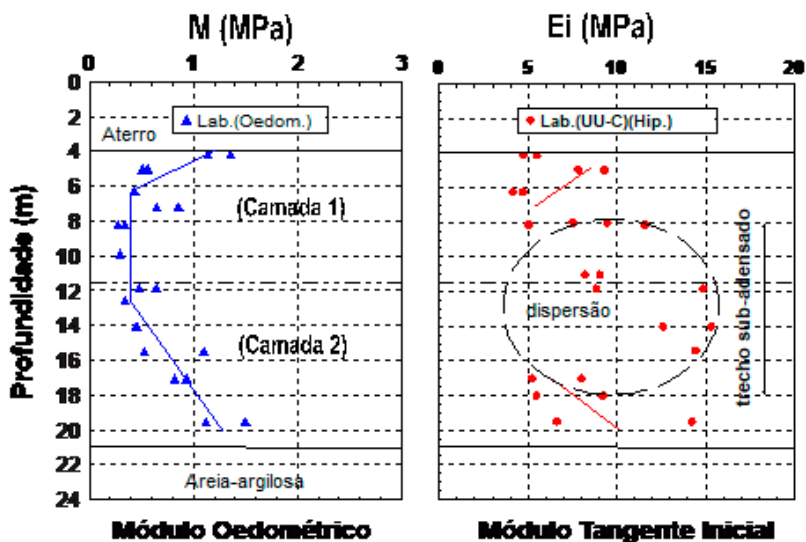 M (MPa)
0 1 2 3
Ei (MPa)
0 5 10 15 20
Profundidade (m)
0
2
4
6
8
10
12
14
16
18
20
22
24
Lab.(Oedom.)
Aterro
(Camada 1)
(Camada 2)
Areia-argilosa
Lab.(UU-C)(Hip.)
dispersão
trecho sub-adensado
Módulo Oedométrico
Módulo Tangente Inicial